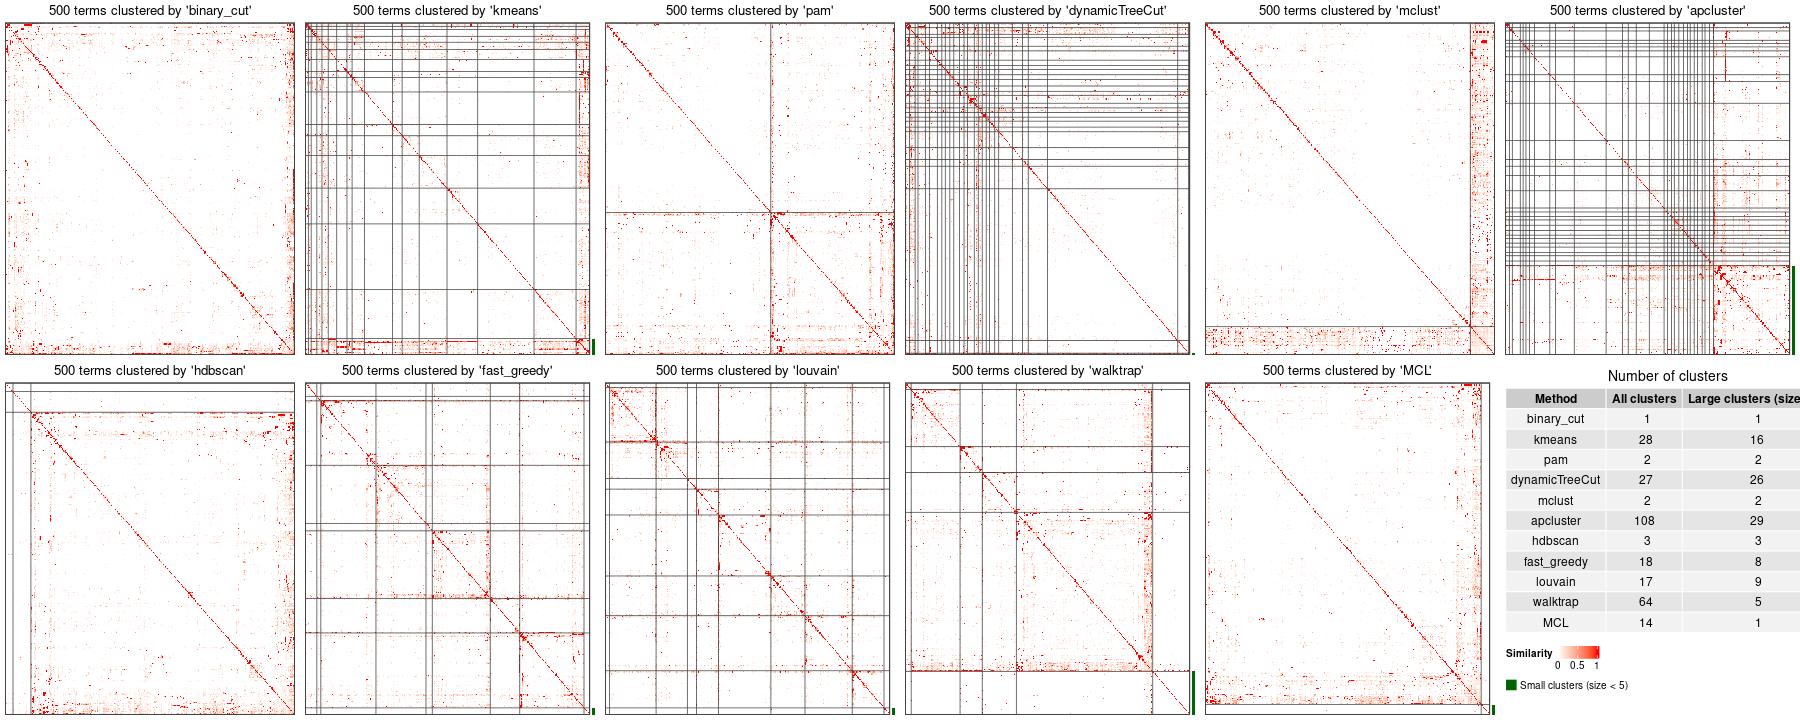 500 terms clustered by 'binary_cut'
500 terms clustered by 'kmeans'
500 terms clustered by 'pam'
500 terms clustered by 'dynamicTreeCut'
500 terms clustered by 'mclust'
500 terms clustered by 'apcluster'
500 terms clustered by 'hdbscan'
500 terms clustered by 'fast_greedy'
500 terms clustered by 'louvain'
500 terms clustered by 'walktrap'
500 terms clustered by 'MCL'
Number of clusters
Method All clusters Large clusters (size
binary_cut 1 1
kmeans 28 16
pam 2 2
dynamicTreeCut 27 26
mclust 2 2
apcluster 108 29
hdbscan 3 3
fast_greedy 18 8
louvain 17 9
walktrap 64 5
MCL 14 1
Similarity
0 0.5 1
Small clusters (size < 5)